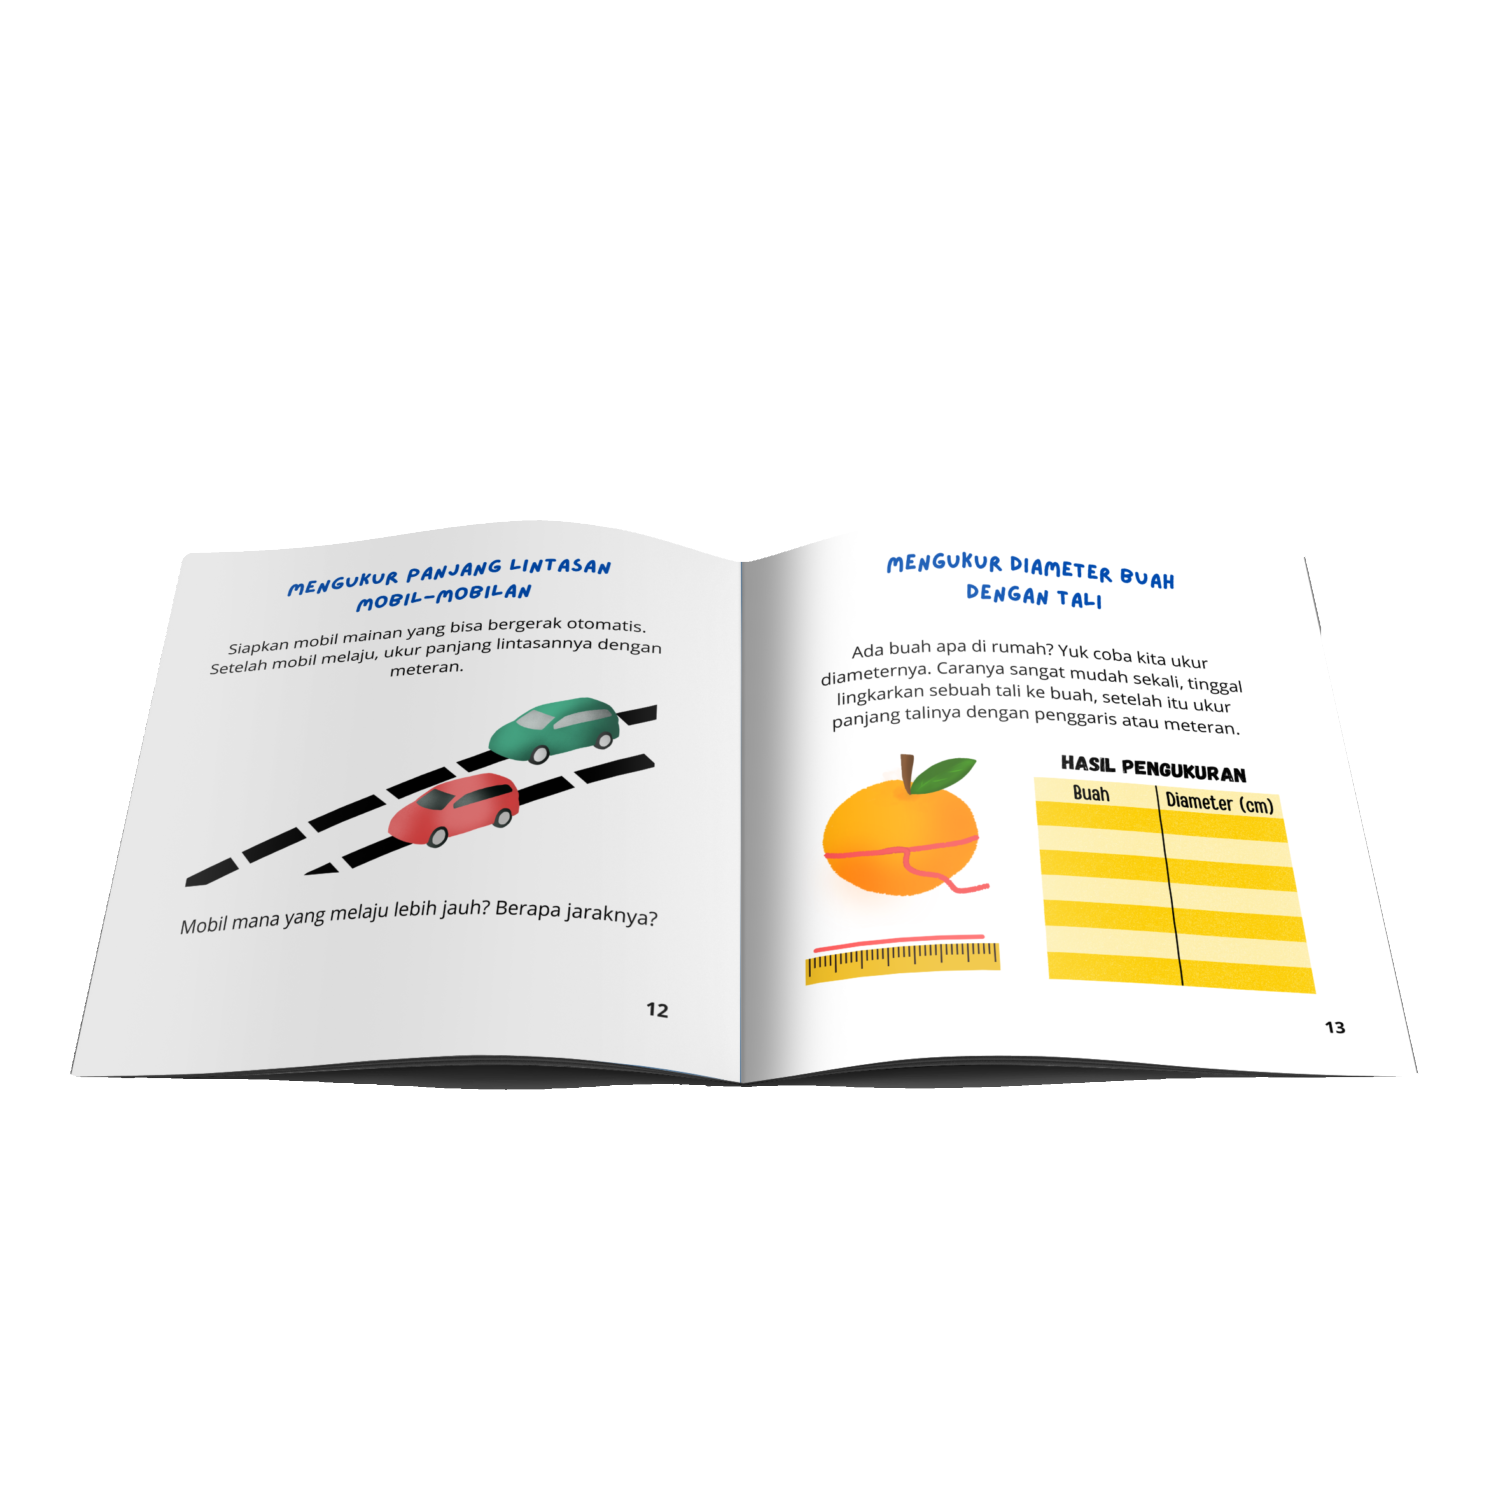 MENGUKUR PANJANG LINTASAN
MOBIL-MOBILAN
Siapkan mobil mainan yang bisa bergerak otomatis.
Setelah mobil melaju, ukur panjang lintasannya dengan
meteran.
Mobil mana yang melaju lebih jauh? Berapa jaraknya?
12
MENGUKUR DIAMETER BUAH
DENGAN TALI
Ada buah apa di rumah? Yuk coba kita ukur
diameternya. Caranya sangat mudah sekali, tinggal
lingkarkan sebuah tali ke buah, setelah itu ukur
panjang talinya dengan penggaris atau meteran.
HASIL PENGUKURAN
Buah Diameter (cm)
13